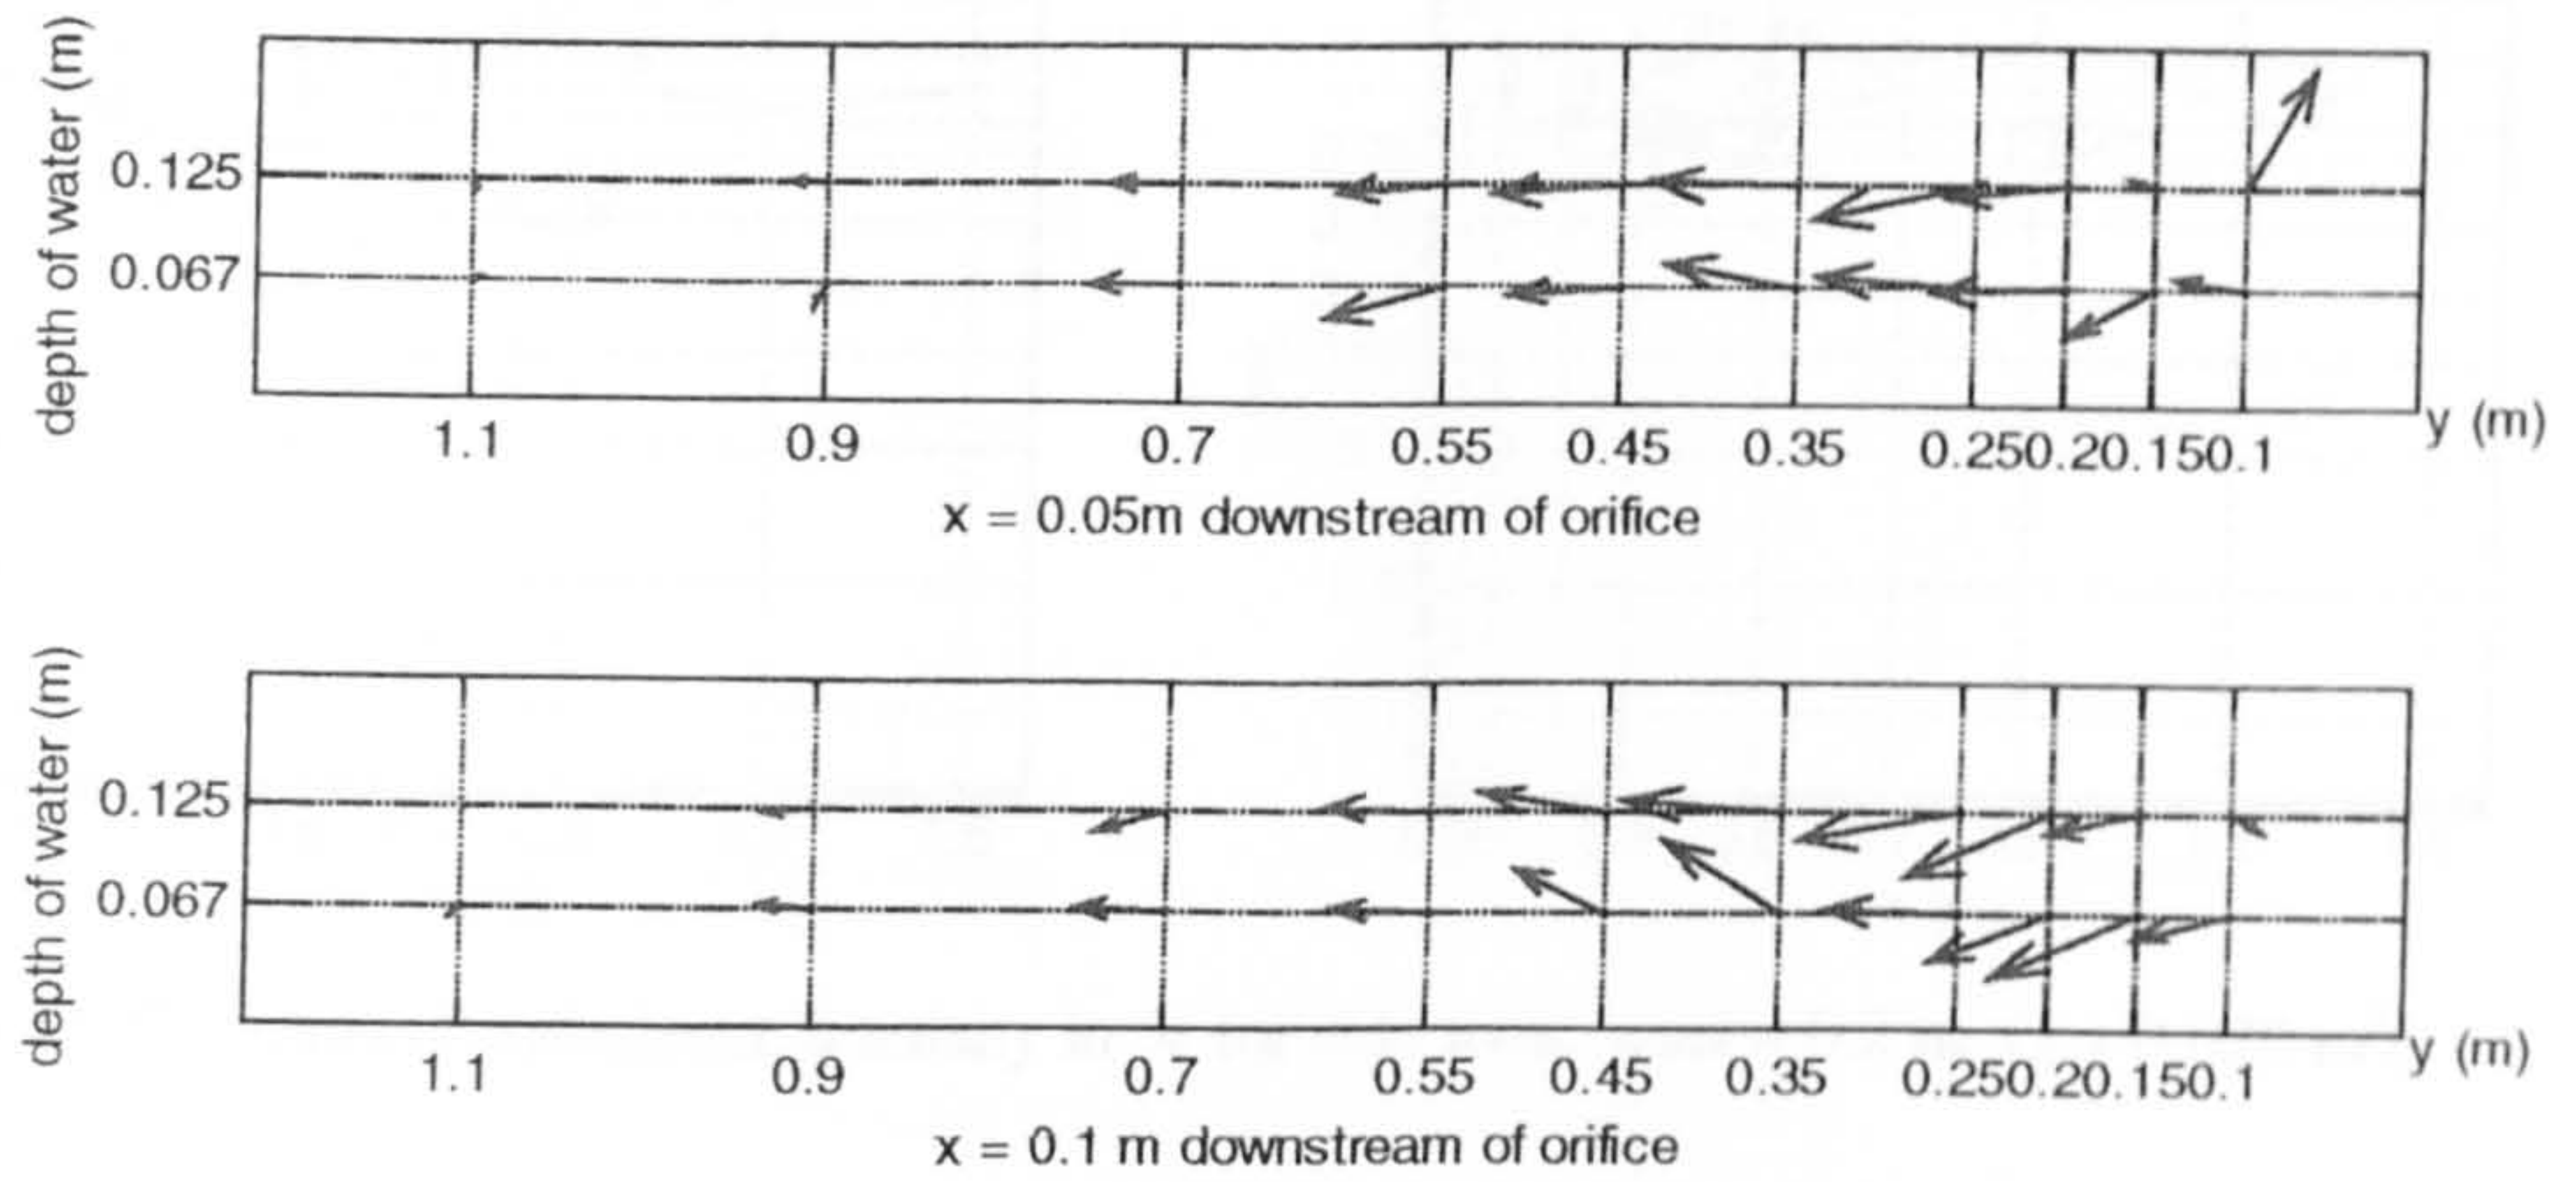 depth of water (m)
0.125
0.067
1.1 0.9 0.7 0.55 0.45 0.35 0.250.20.150.1 y (m)
x = 0.05m downstream of orifice
depth of water (m)
0.125
0.067
1.1 0.9 0.7 0.55 0.45 0.35 0.250.20.150.1 y (m)
x = 0.1 m downstream of orifice